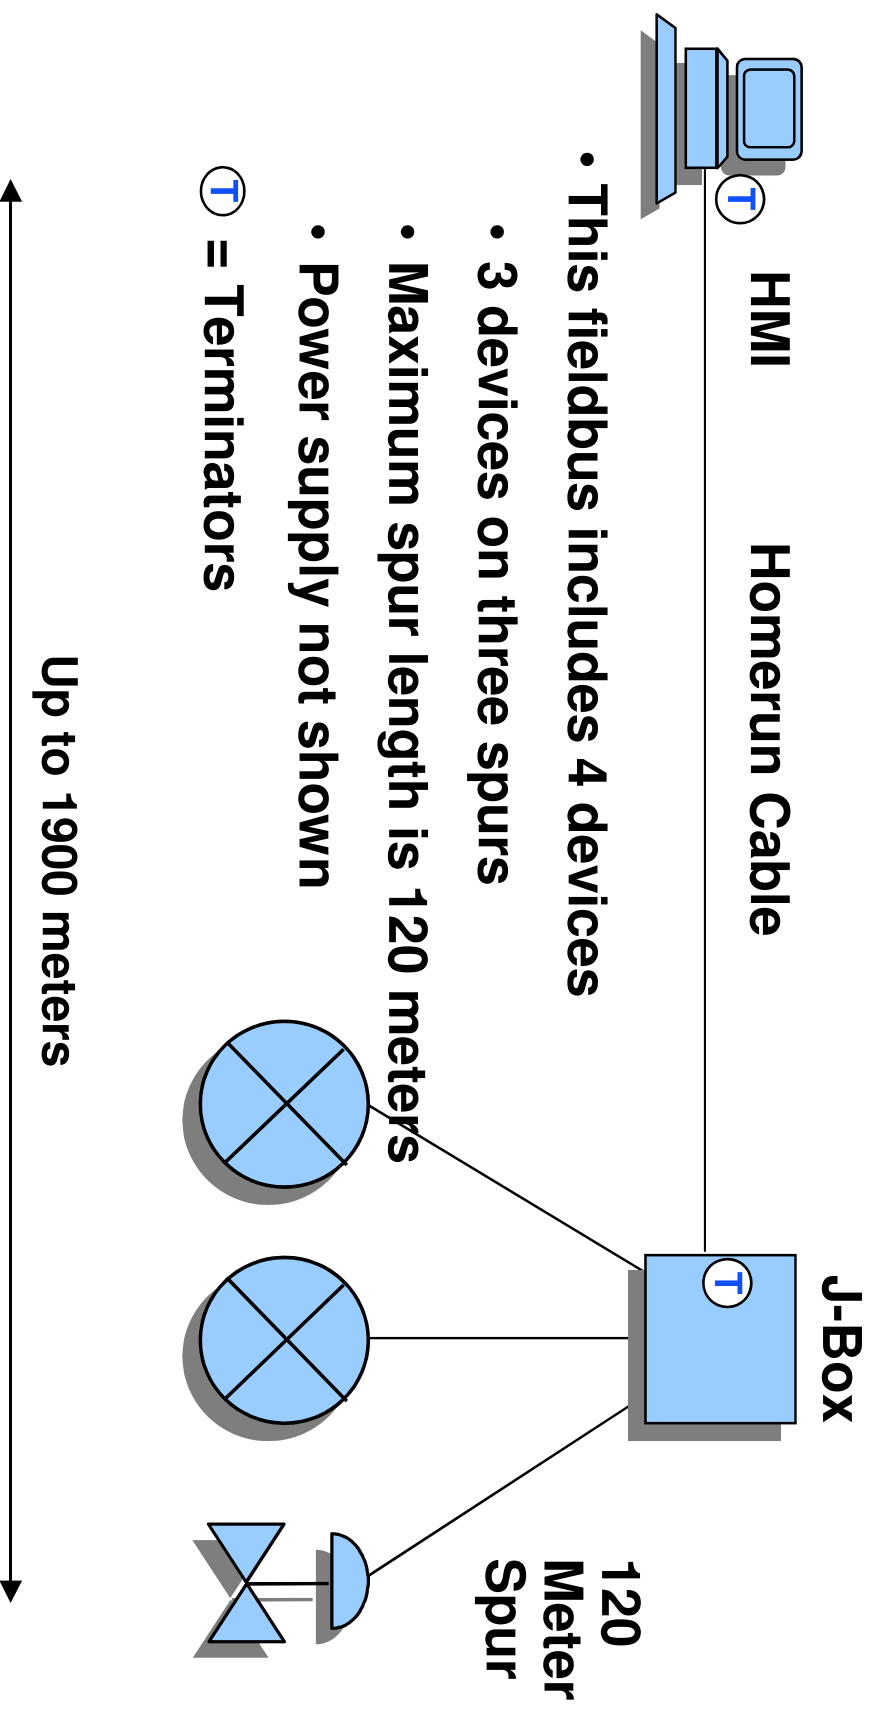 J-Box
HMI
Homerun Cable
T
T
• This fieldbus includes 4 devices
120
Meter
Spur
• 3 devices on three spurs
• Maximum spur length is 120 meters
• Power supply not shown
T = Terminators
Up to 1900 meters